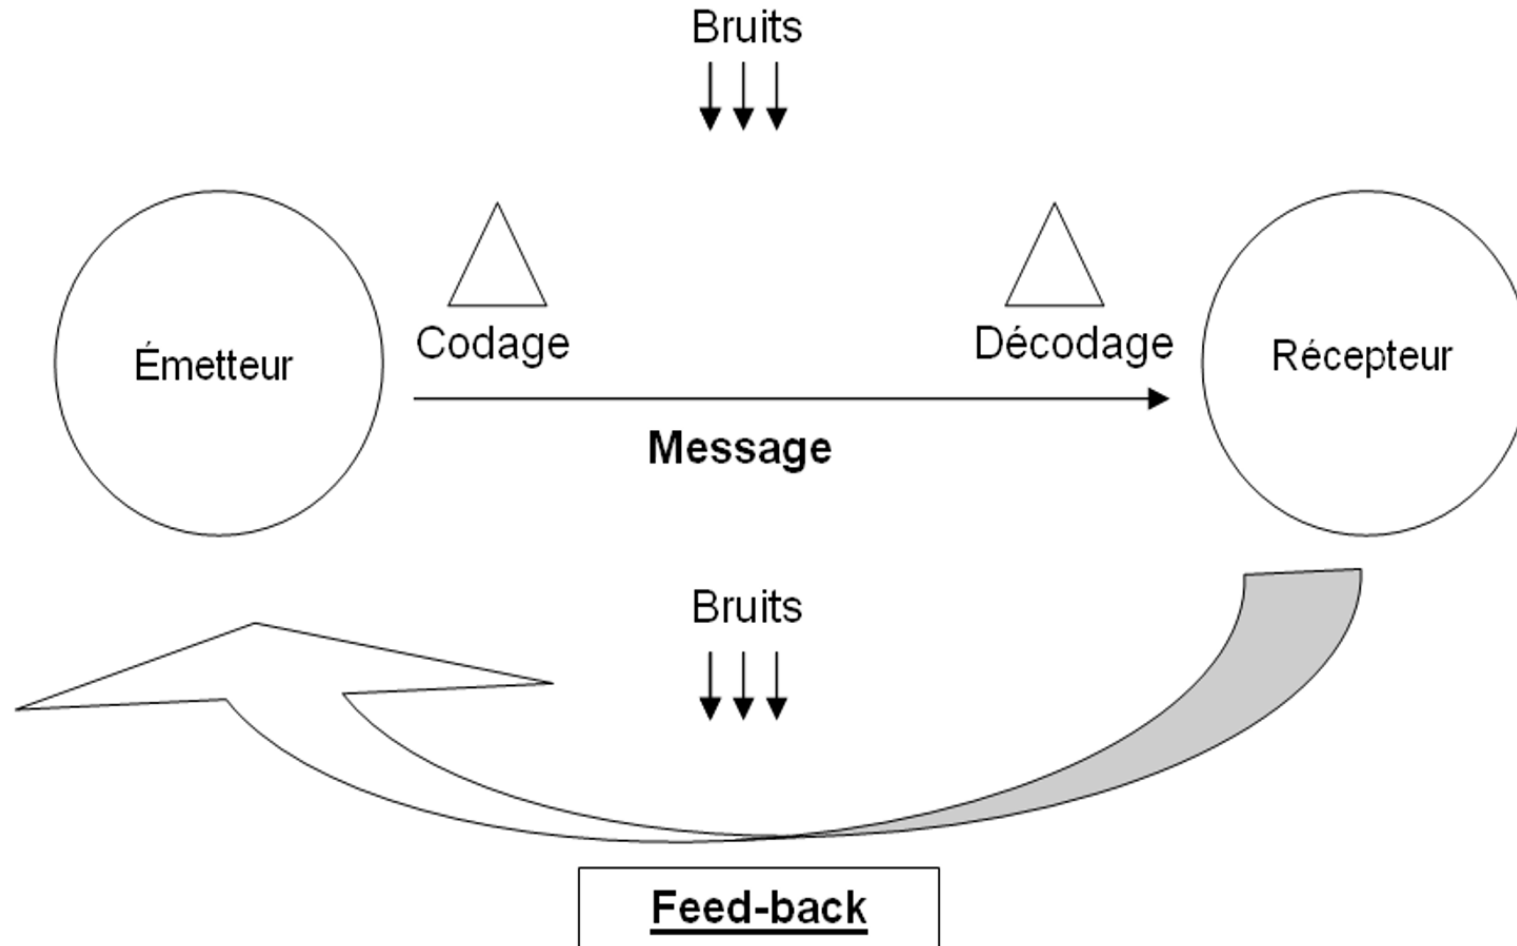 Bruits
Codage
Décodage
Émetteur
Récepteur
Message
Bruits
Feed-back